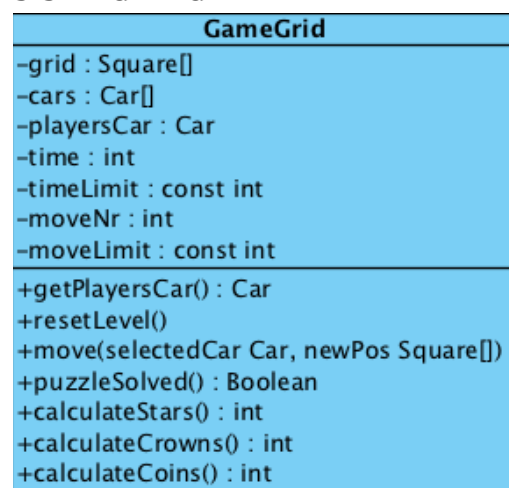 GameGrid
-grid : Square[]
-cars : Car[]
-playersCar : Car
-time : int
-timeLimit : const int
-moveNr : int
-moveLimit : const int
+getPlayersCar() : Car
+resetLevel()
+move(selectedCar Car, newPos Square[])
+puzzleSolved() : Boolean
+calculateStars() : int
+calculateCrowns() : int
+calculateCoins() : int